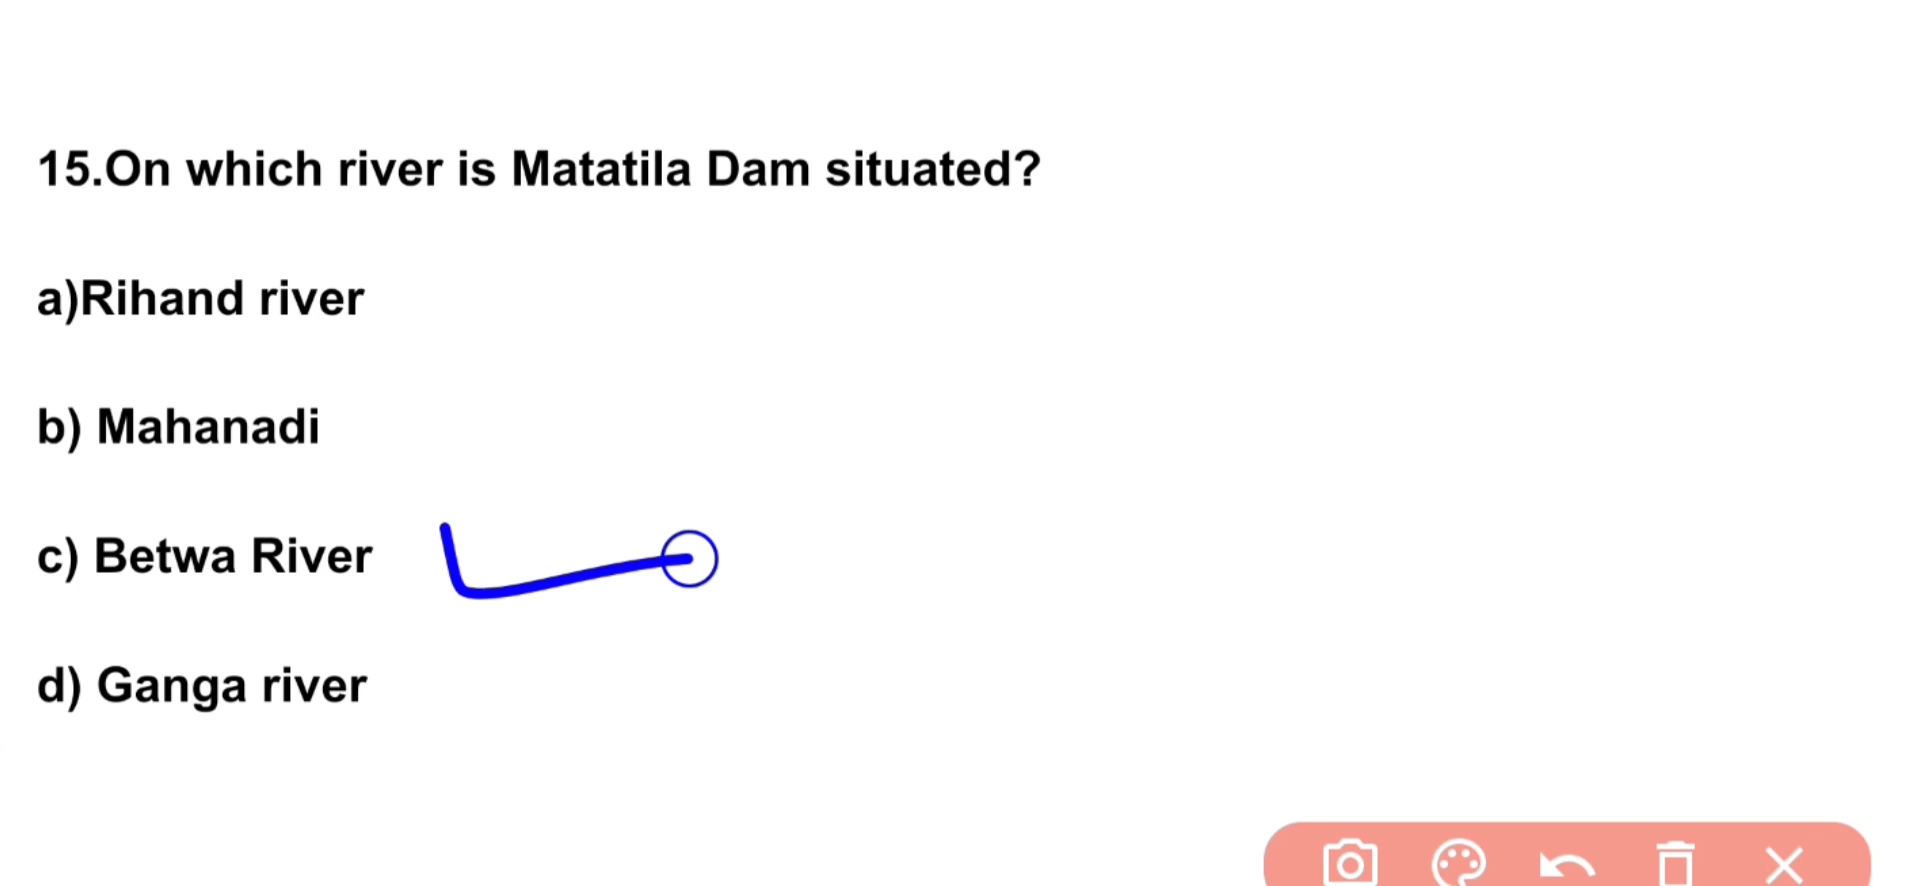 15.On which river is Matatila Dam situated?
a)Rihand river
b) Mahanadi
c) Betwa River
d) Ganga river